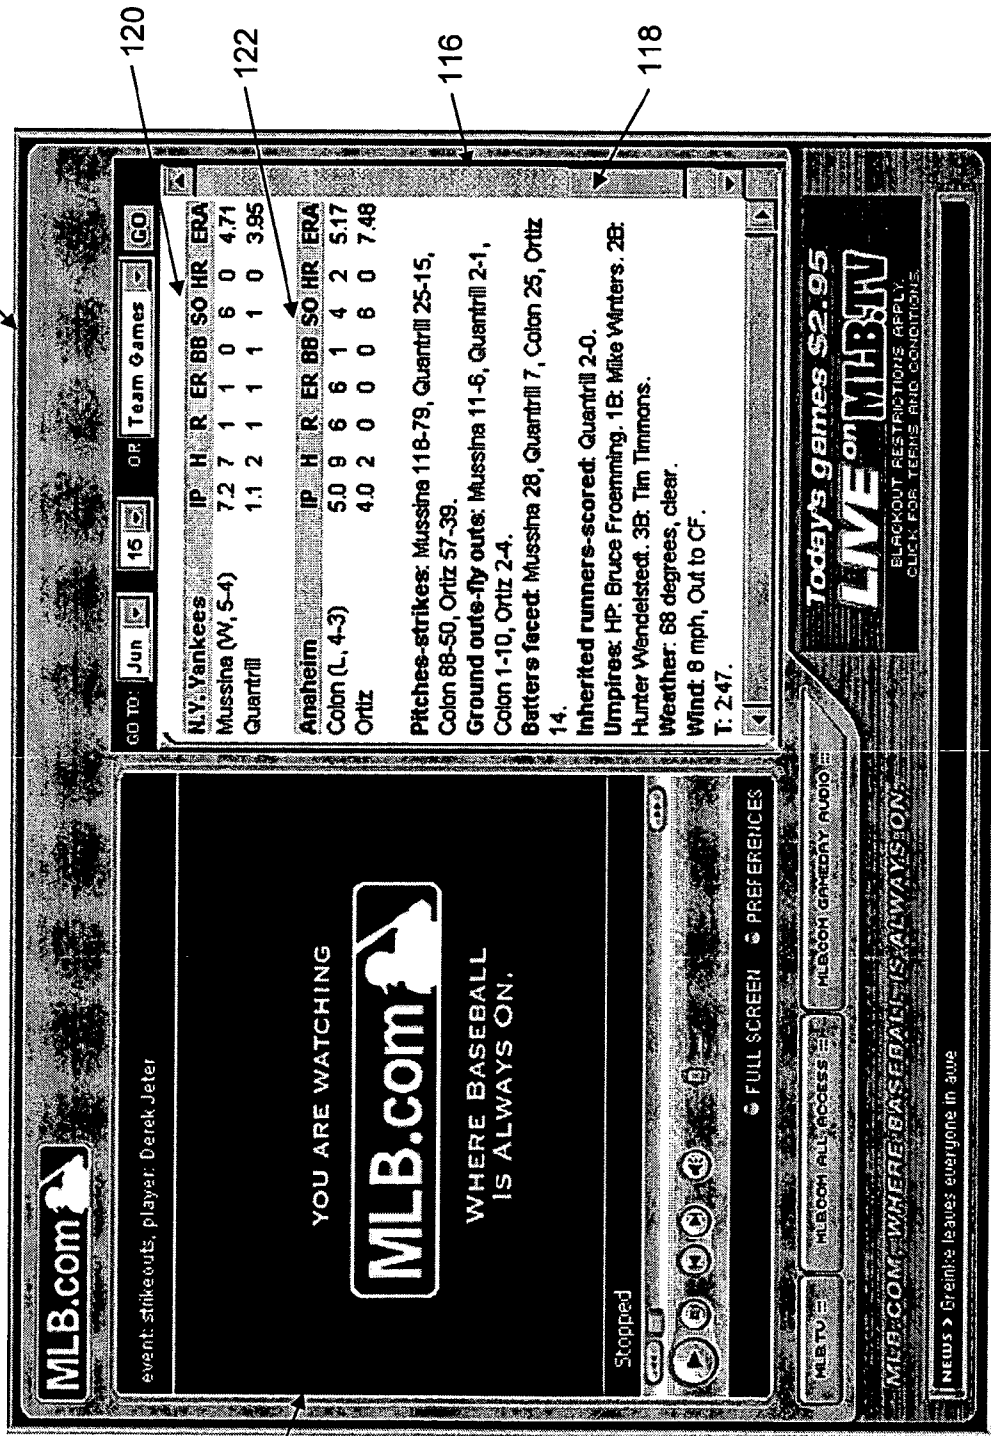 MLB.com
event: strikeouts, player: Derek Jeter
YOU ARE WATCHING
MLB.com
WHERE BASEBALL
IS ALWAYS ON.
Stopped
FULL SCREEN PREFERENCES
GO TO: Jun 15 OR Team Games GO
N.Y. Yankees IP H R ER BB SO HR ERA
Mussina (W, 5-4) 7.2 7 1 1 0 6 0 4.71
Quantrill 1.1 2 1 1 1 1 0 3.95
Anaheim IP H R ER BB SO HR ERA
Colon (L, 4-3) 5.0 9 6 6 1 4 2 5.17
Ortiz 4.0 2 0 0 0 6 0 7.48
Pitches-strikes: Mussina 118-79, Quantrill 25-15,
Colon 88-50, Ortiz 57-39.
Ground outs-fly outs: Mussina 11-6, Quantrill 2-1,
Colon 1-10, Ortiz 2-4.
Batters faced: Mussina 28, Quantrill 7, Colon 25, Ortiz
14.
Inherited runners-scored: Quantrill 2-0.
Umpires: HP: Bruce Froemming. 1B: Mike Winters. 2B:
Hunter Wendelstedt. 3B: Tim Timmons.
Weather: 68 degrees, clear.
Wind: 8 mph, Out to CF.
T: 2:47.
120
122
116
118
MLB.TV ::
MLB.COM ALL ACCESS ::
MLB.COM GAMEDAY AUDIO ::
Today's games $2.95
LIVE on MLB.TV
BLACKOUT RESTRICTIONS APPLY.
CLICK FOR TERMS AND CONDITIONS.
MLB.COM, WHERE BASEBALL IS ALWAYS ON.
NEWS > Greinke leaves everyone in awe